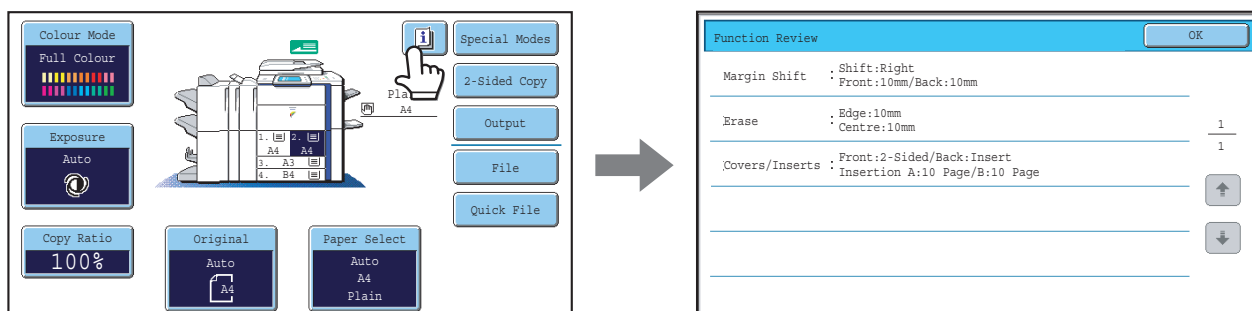 Colour Mode
Full Colour
Exposure
Auto
Copy Ratio
100%
Original
Auto
A4
Paper Select
Auto
A4
Plain
1.
2.
A4
A4
3. A3
4. B4
Pla
A4
i
Special Modes
2-Sided Copy
Output
File
Quick File
Function Review
OK
Margin Shift : Shift:Right
Front:10mm/Back:10mm
Erase : Edge:10mm
Centre:10mm
Covers/Inserts : Front:2-Sided/Back:Insert
Insertion A:10 Page/B:10 Page
1
1